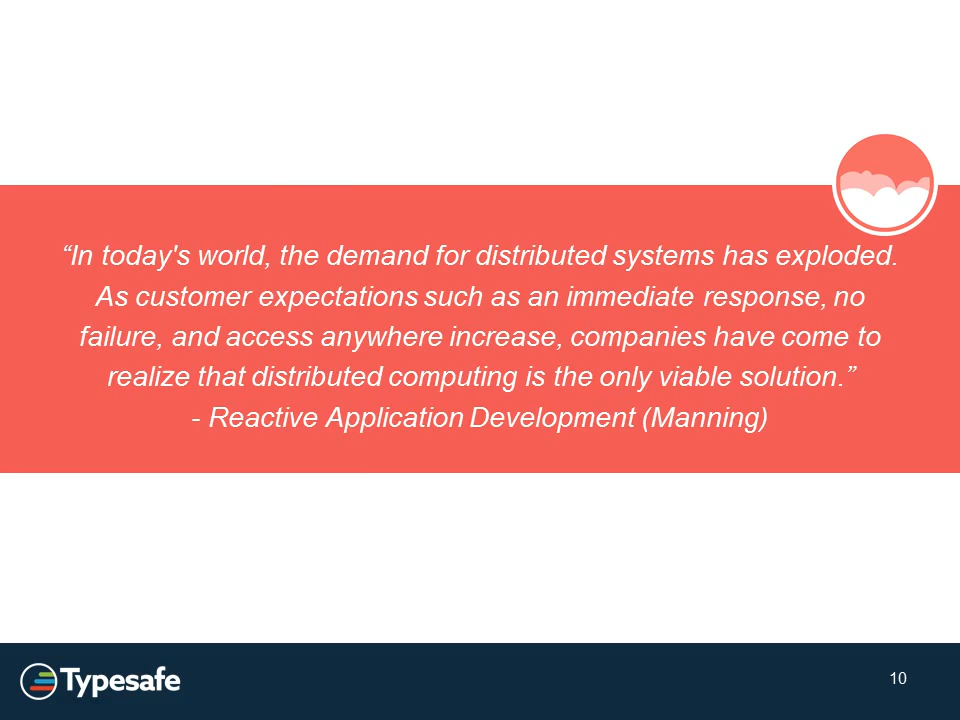 “In today's world, the demand for distributed systems has exploded.
As customer expectations such as an immediate response, no
failure, and access anywhere increase, companies have come to
realize that distributed computing is the only viable solution.”
- Reactive Application Development (Manning)
Typesafe
10